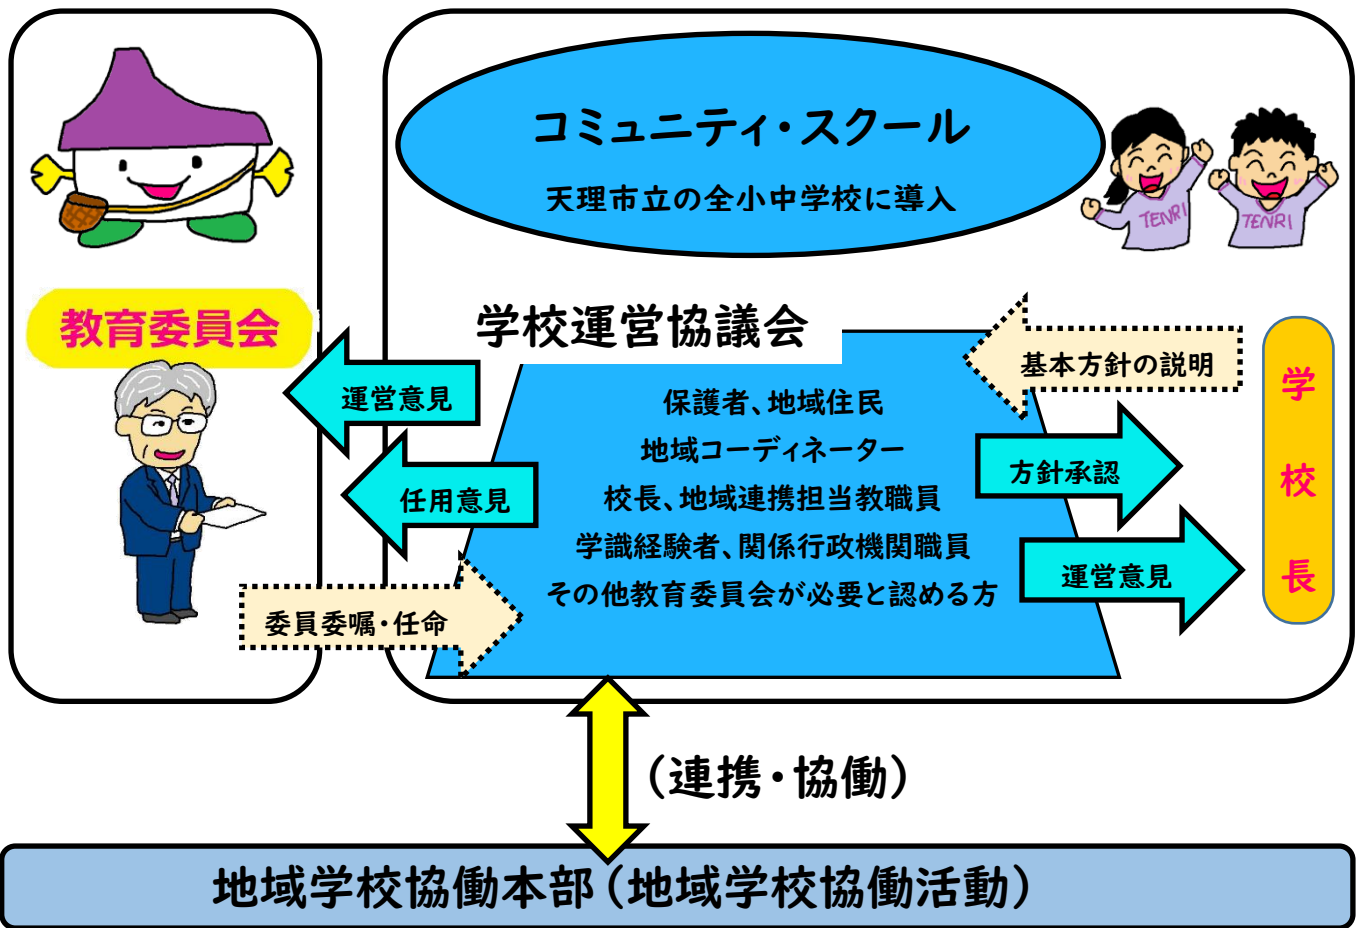 コミュニティ・スクール
天理市立の全小中学校に導入
TENRI
TENRI
教育委員会
学校運営協議会
基本方針の説明
運営意見
保護者、地域住民
地域コーディネーター
任用意見
校長、地域連携担当教職員
方針承認
学識経験者、関係行政機関職員
運営意見
その他教育委員会が必要と認める方
委員委嘱・任命
学校長
(連携・協働)
地域学校協働本部(地域学校協働活動)